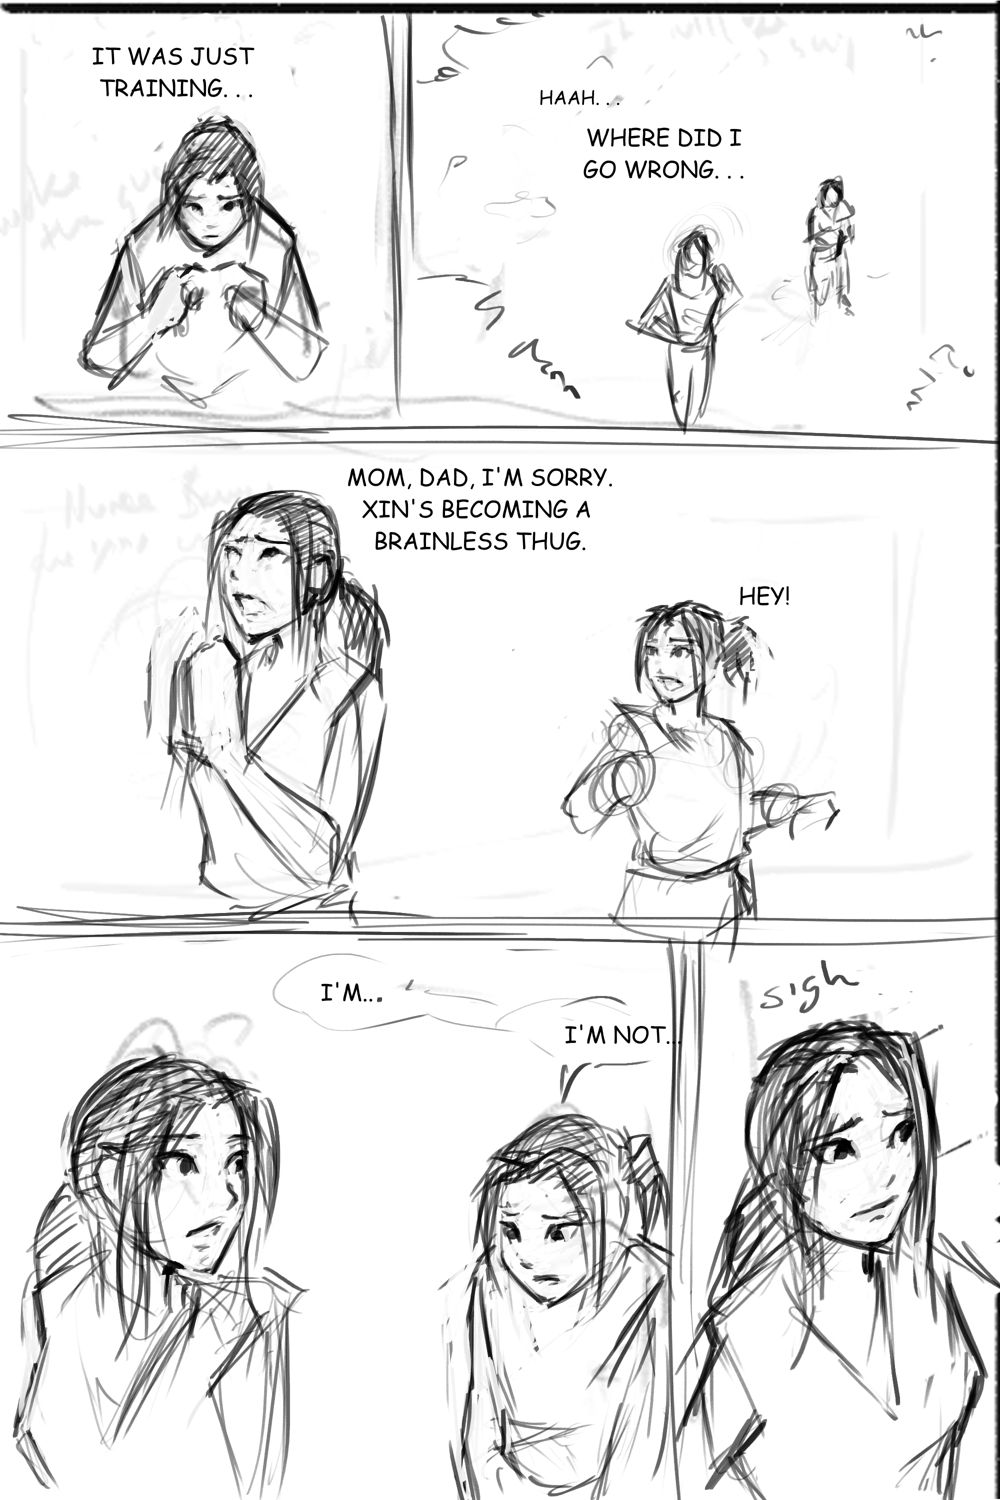 IT WAS JUST
TRAINING. . .
HAAH. . .
WHERE DID I
GO WRONG. . .
MOM, DAD, I'M SORRY.
XIN'S BECOMING A
BRAINLESS THUG.
HEY!
I'M...
I'M NOT...
sigh